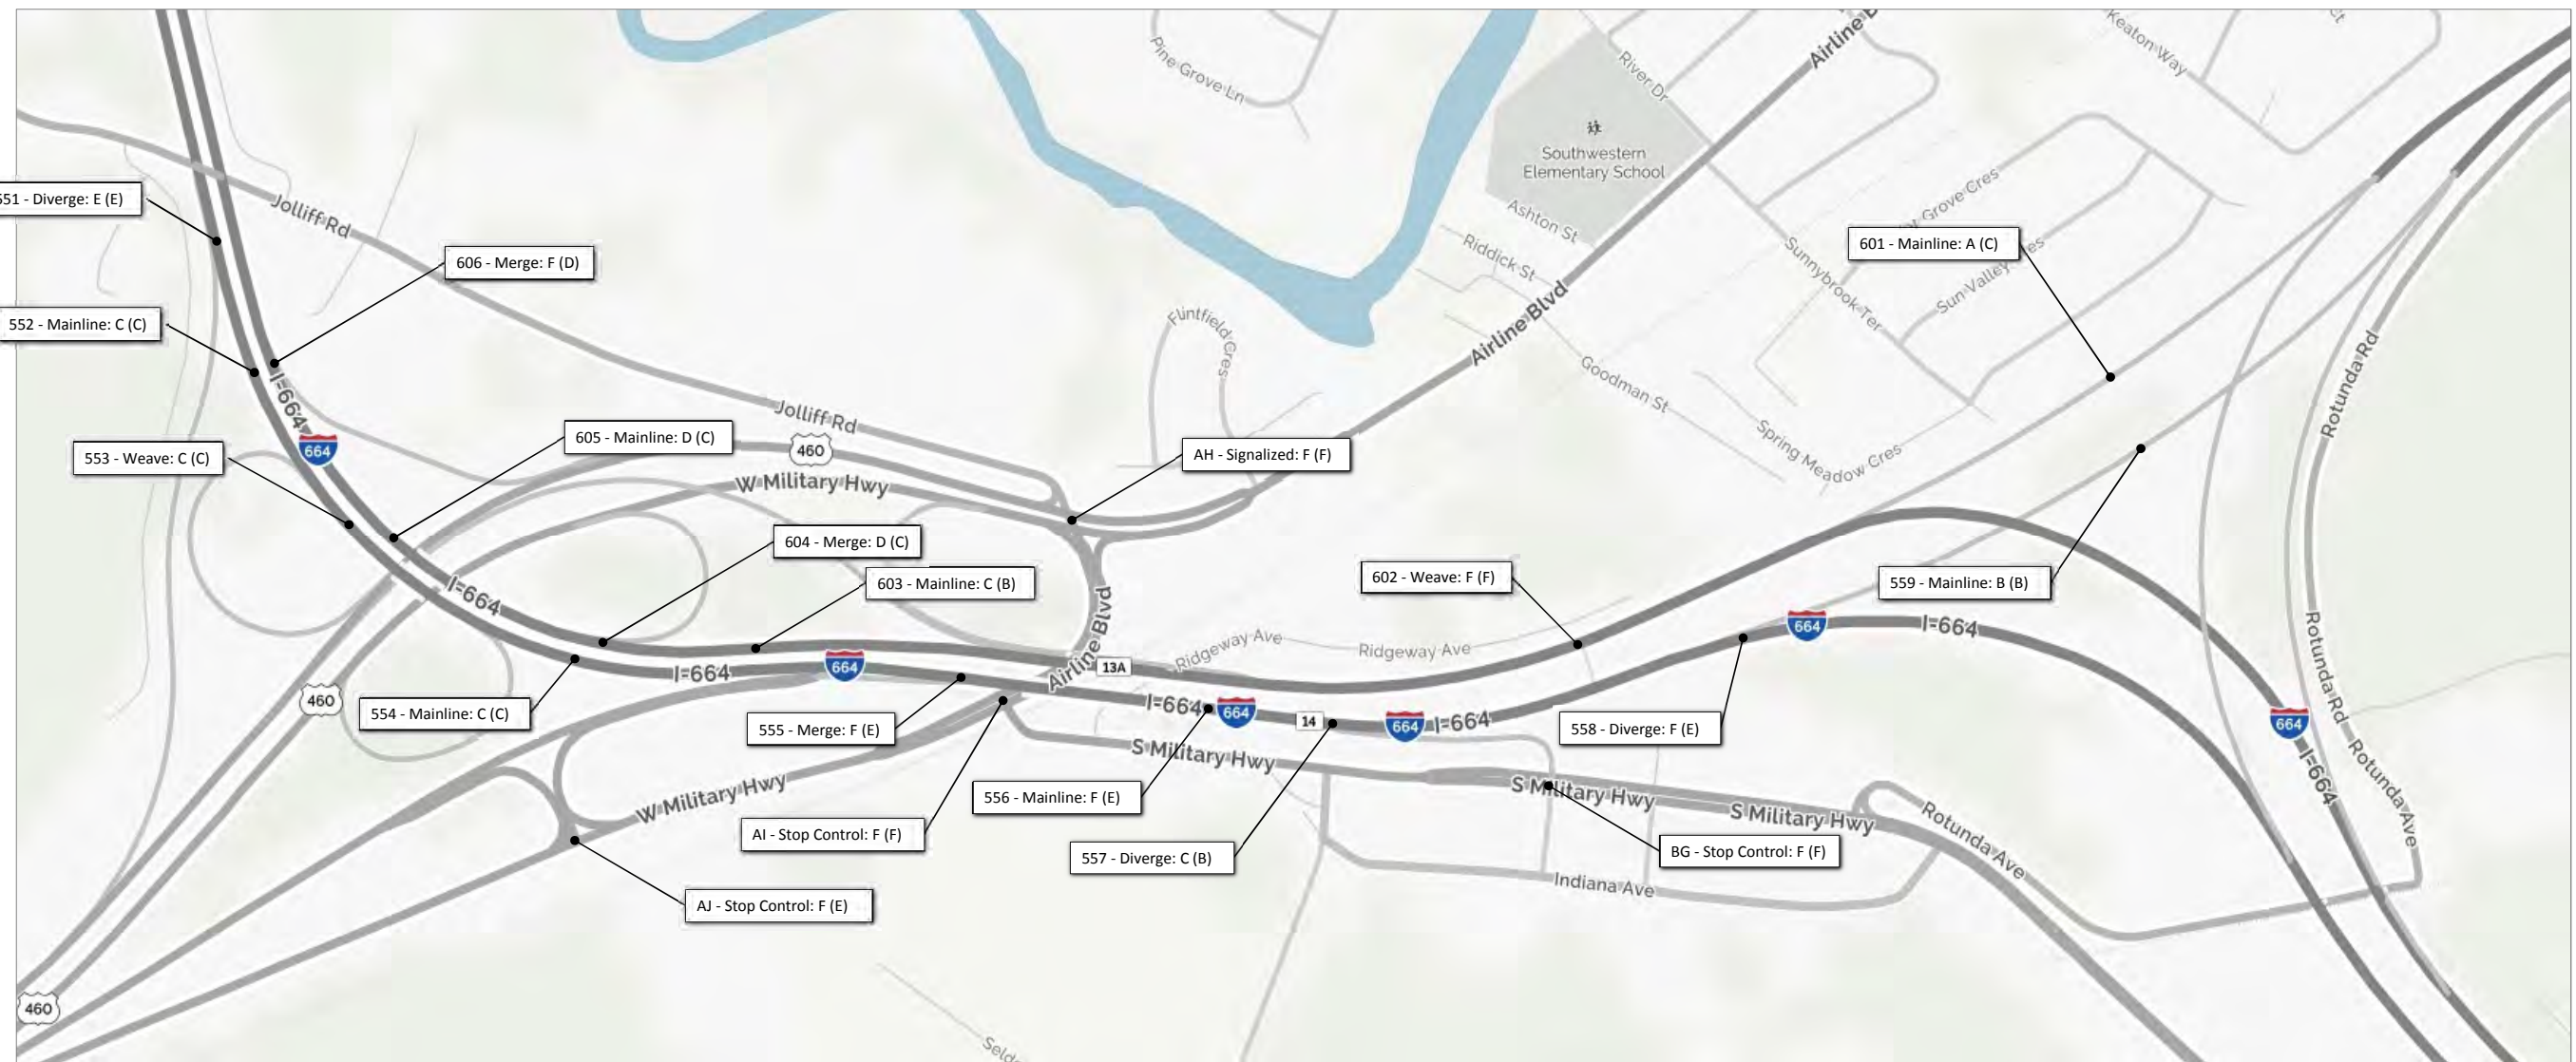 Airline B
Keaton Way
Ct
Pine Grove Ln
River Dr
Southwestern
Elementary School
Ashton St
Riddick St
551 - Diverge: E (E)
Jolliff Rd
606 - Merge: F (D)
552 - Mainline: C (C)
I-664
664
553 - Weave: C (C)
605 - Mainline: D (C)
Jolliff Rd
460
W Military Hwy
Flintfield Cres
AH - Signalized: F (F)
Airline Blvd
Goodman St
Sunnybrook Ter
Grove Cres
Sun Valley
601 - Mainline: A (C)
Spring Meadow Cres
Rotunda Rd
I-664
604 - Merge: D (C)
603 - Mainline: C (B)
602 - Weave: F (F)
559 - Mainline: B (B)
Airline Blvd
13A
Ridgeway Ave
Ridgeway Ave
664
I-664
Rotunda Rd
I-664
664
460
554 - Mainline: C (C)
555 - Merge: F (E)
I-664
664
14
664
I-664
558 - Diverge: F (E)
664
I-664
Rotunda Ave
S Military Hwy
W Military Hwy
556 - Mainline: F (E)
S Military Hwy
S Military Hwy
AI - Stop Control: F (F)
557 - Diverge: C (B)
BG - Stop Control: F (F)
Rotunda Ave
Indiana Ave
AJ - Stop Control: F (E)
460